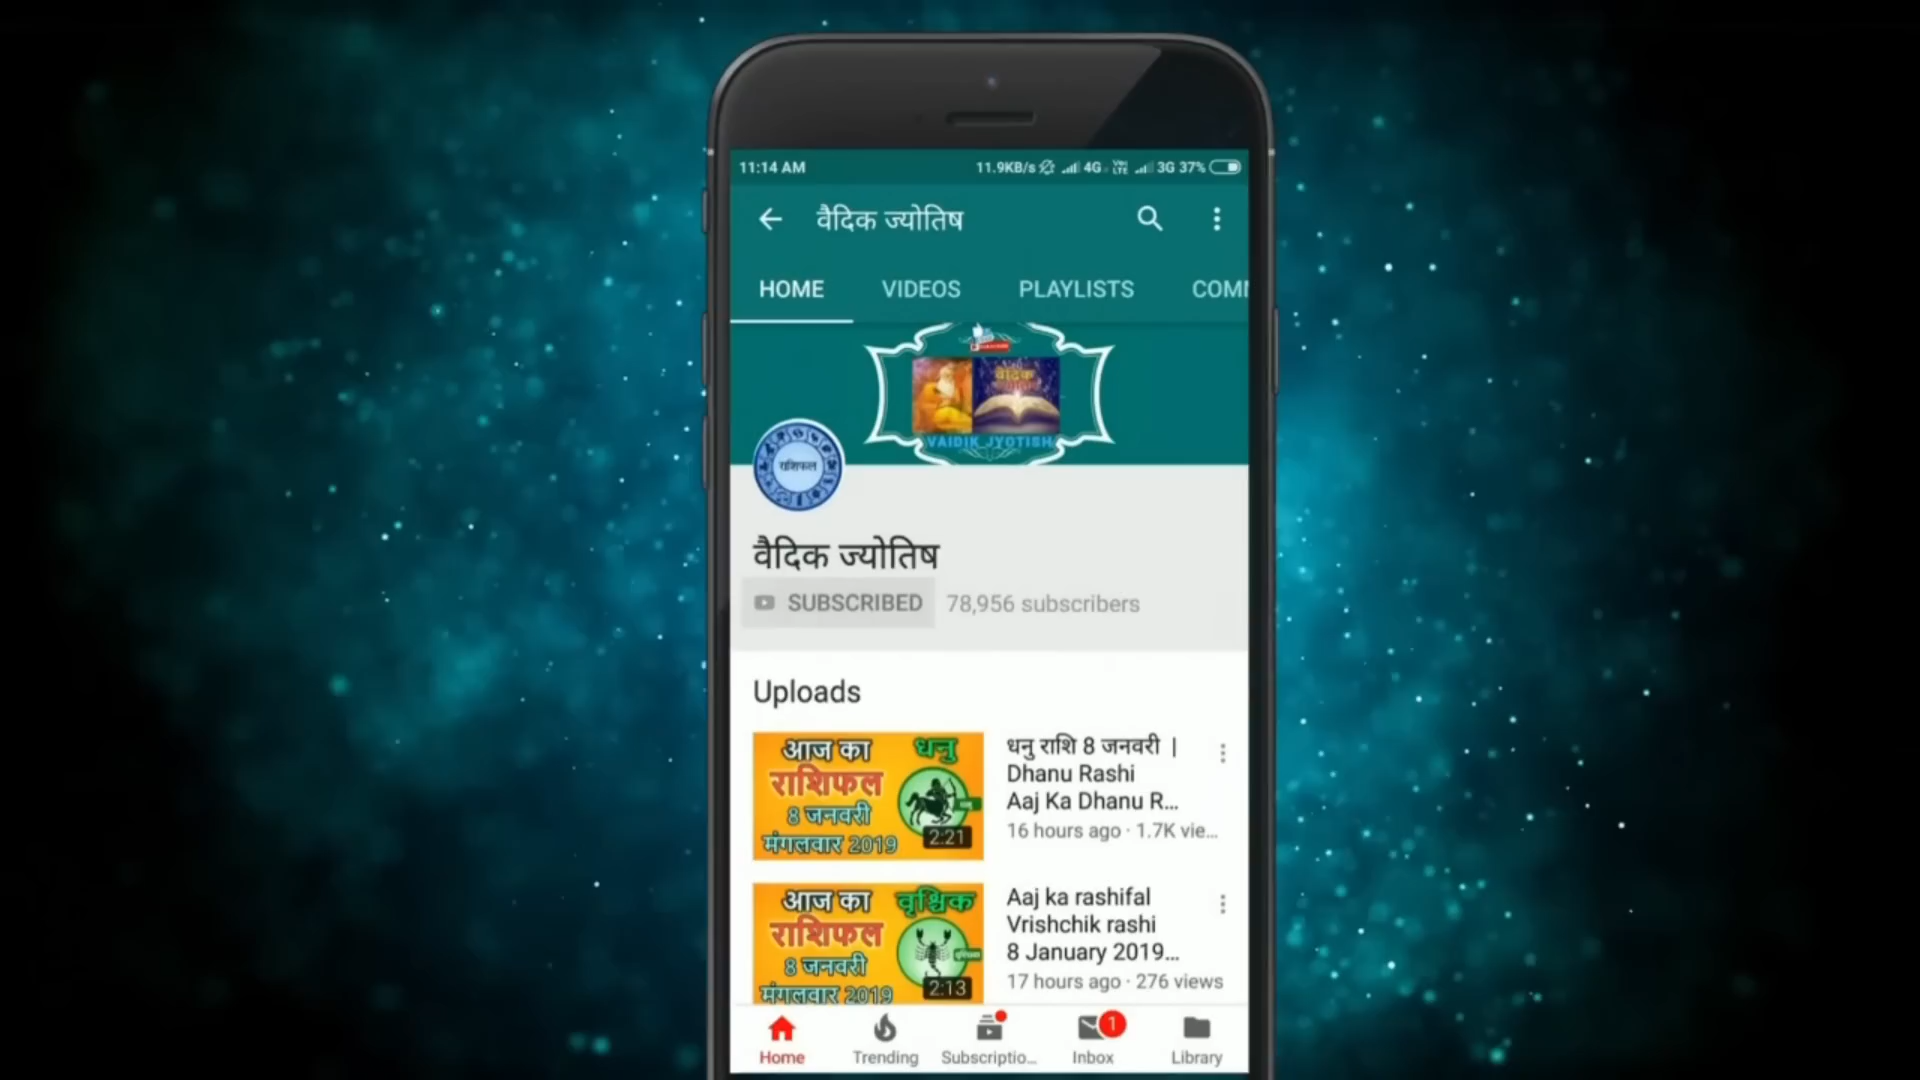 11:14 AM 11.9KB/s 4G VoLTE 3G 37%
वैदिक ज्योतिष
HOME VIDEOS PLAYLISTS COMM
वैदिक
VAIDIK JYOTISH
राशिफल
वैदिक ज्योतिष
SUBSCRIBED 78,956 subscribers
Uploads
आज का धनु
राशिफल
8 जनवरी
मंगलवार 2019
2:21
धनु राशि 8 जनवरी |
Dhanu Rashi
Aaj Ka Dhanu R...
16 hours ago · 1.7K vie...
आज का वृश्चिक
राशिफल
8 जनवरी
मंगलवार 2019
2:13
Aaj ka rashifal
Vrishchik rashi
8 January 2019...
17 hours ago · 276 views
1
Home Trending Subscriptio... Inbox Library